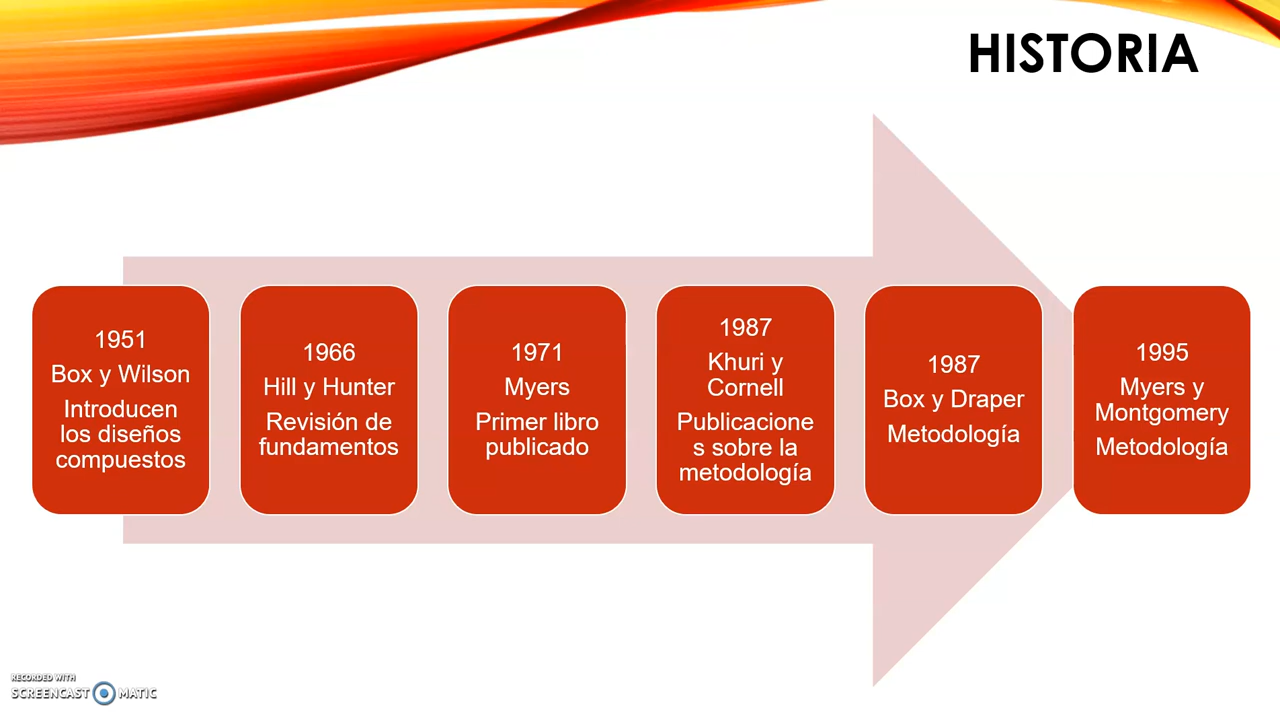 HISTORIA
1951
Box y Wilson
Introducen
los diseños
compuestos
1966
Hill y Hunter
Revisión de
fundamentos
1971
Myers
Primer libro
publicado
1987
Khuri y
Cornell
Publicacione
s sobre la
metodología
1987
Box y Draper
Metodología
1995
Myers y
Montgomery
Metodología
RECORDED WITH
SCREENCAST MATIC